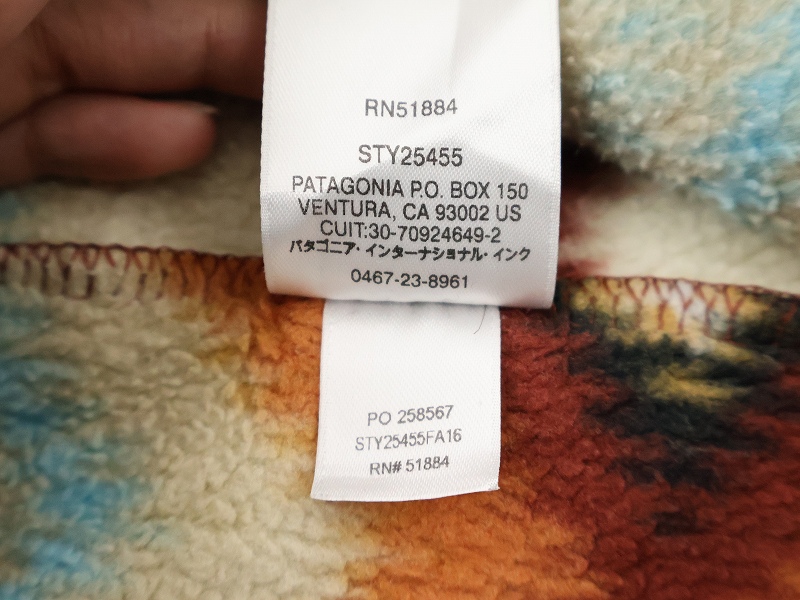 RN51884
STY25455
PATAGONIA P.O. BOX 150
VENTURA, CA 93002 US
CUIT:30-70924649-2
パタゴニア・インターナショナル・インク
0467-23-8961
PO 258567
STY25455FA16
RN# 51884